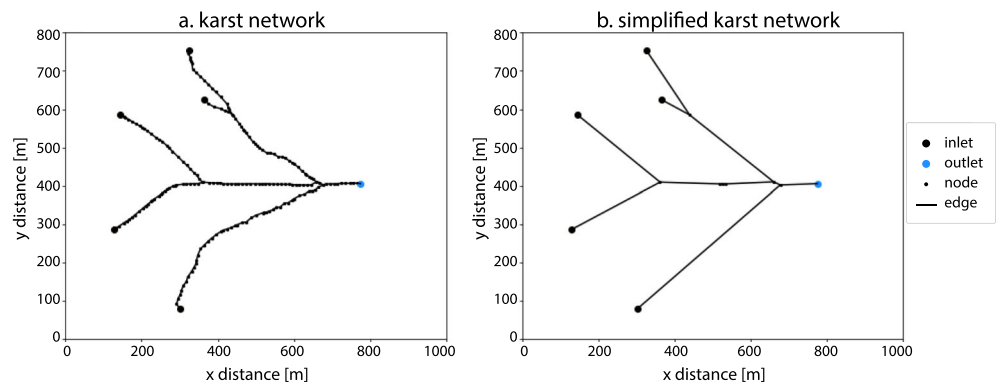 a. karst network
800
700
600
500
400
300
200
100
0
y distance [m]
0 200 400 600 800 1000
x distance [m]
b. simplified karst network
800
700
600
500
400
300
200
100
0
y distance [m]
0 200 400 600 800 1000
x distance [m]
inlet
outlet
node
edge